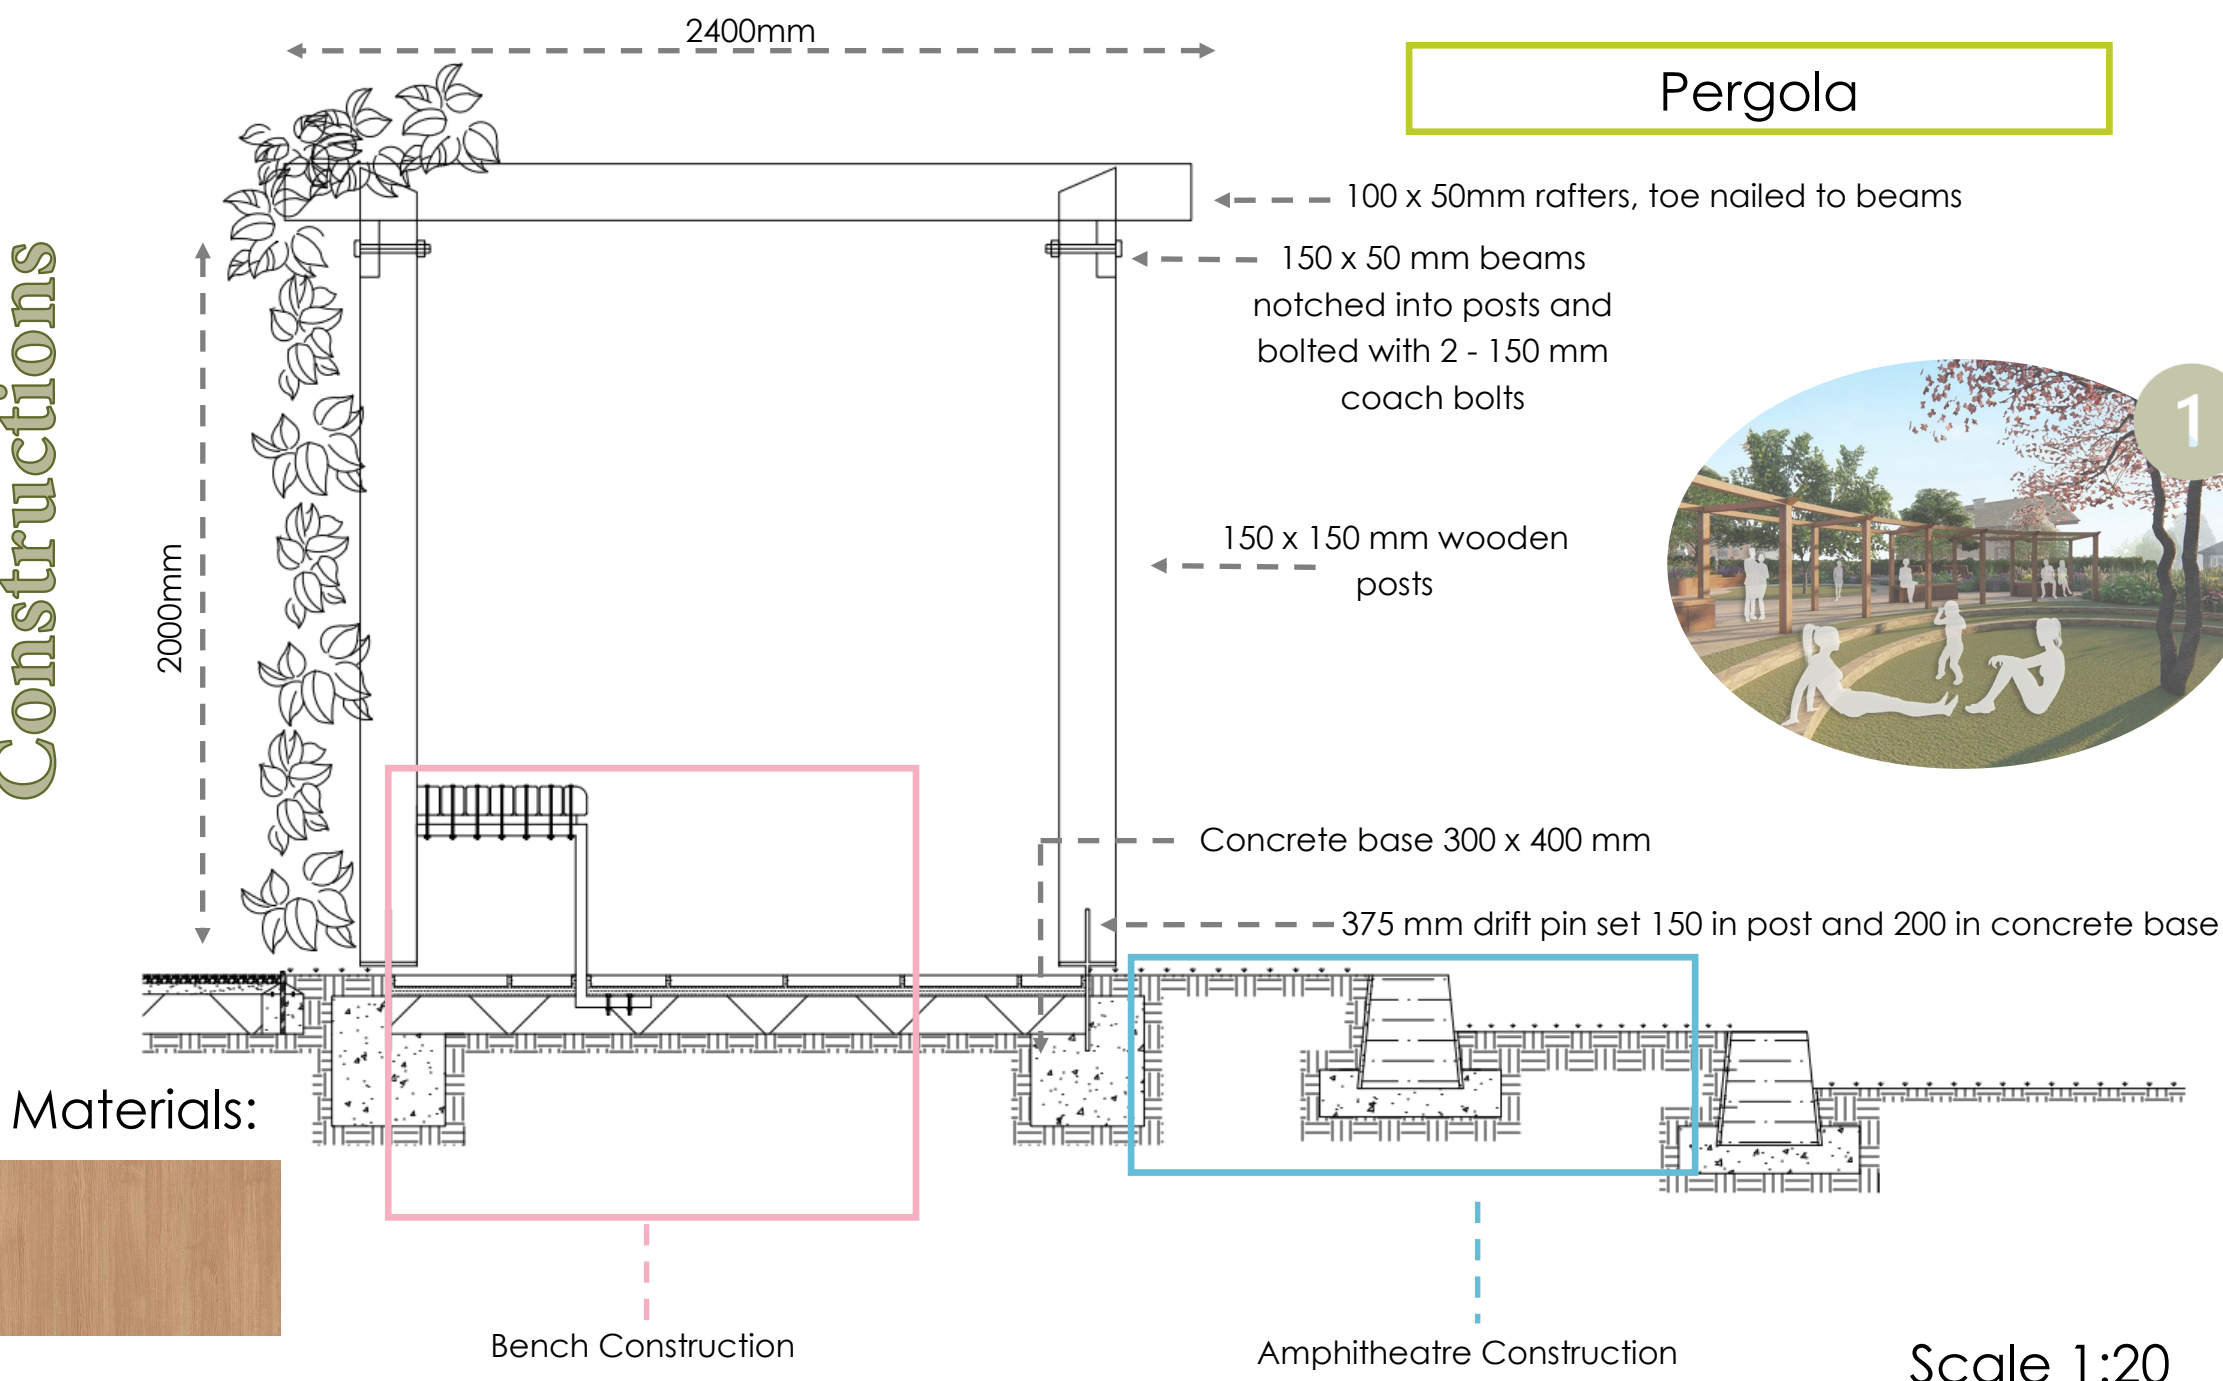 2400mm
Pergola
100 x 50mm rafters, toe nailed to beams
150 x 50 mm beams
notched into posts and
bolted with 2 - 150 mm
coach bolts
Constructions
1
150 x 150 mm wooden
posts
2000mm
Concrete base 300 x 400 mm
375 mm drift pin set 150 in post and 200 in concrete base
Materials:
Bench Construction
Amphitheatre Construction
Scale 1:20